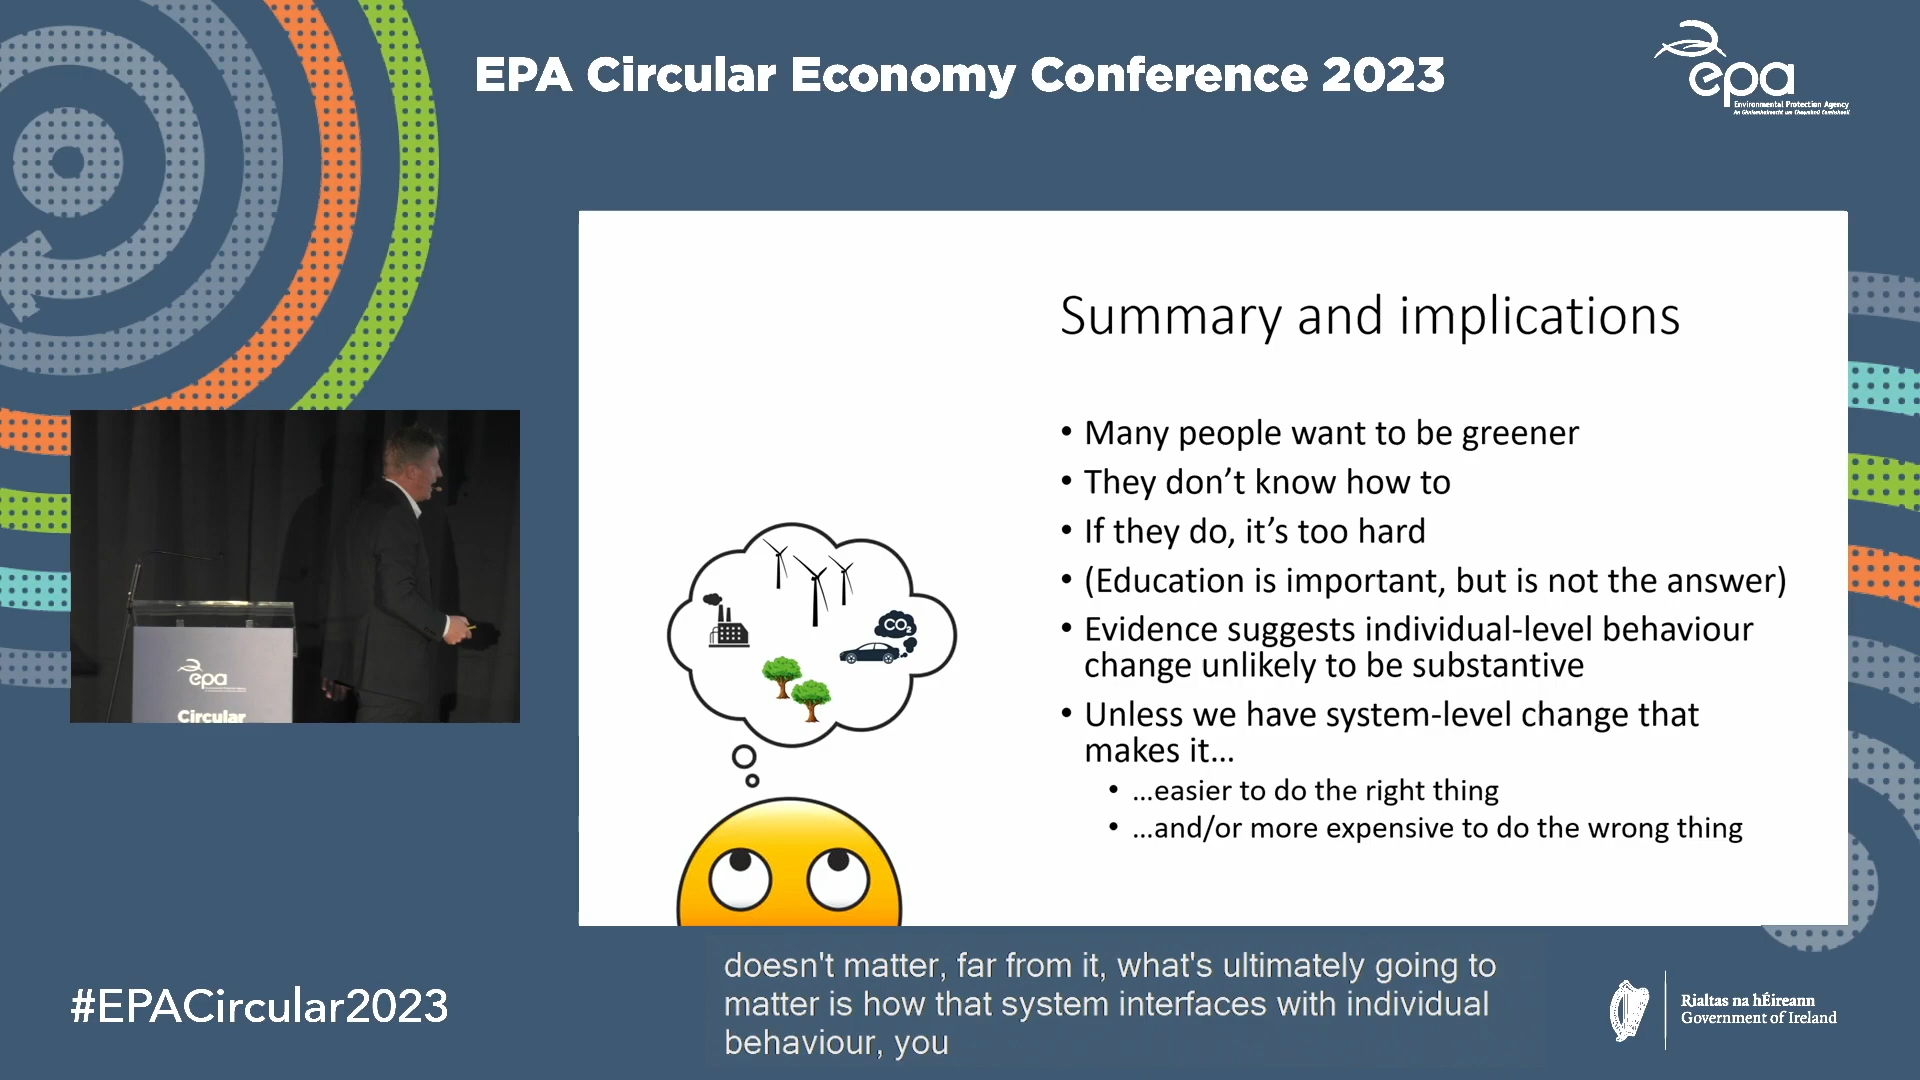 EPA Circular Economy Conference 2023
epa
Environmental Protection Agency
An Ghníomhaireacht um Chaomhnú Comhshaoil
Summary and implications
• Many people want to be greener
• They don’t know how to
• If they do, it’s too hard
• (Education is important, but is not the answer)
• Evidence suggests individual-level behaviour
change unlikely to be substantive
• Unless we have system-level change that
makes it…
• …easier to do the right thing
• …and/or more expensive to do the wrong thing
CO₂
epa
Circular
doesn't matter, far from it, what's ultimately going to
matter is how that system interfaces with individual
behaviour, you
#EPACircular2023
Rialtas na hÉireann
Government of Ireland